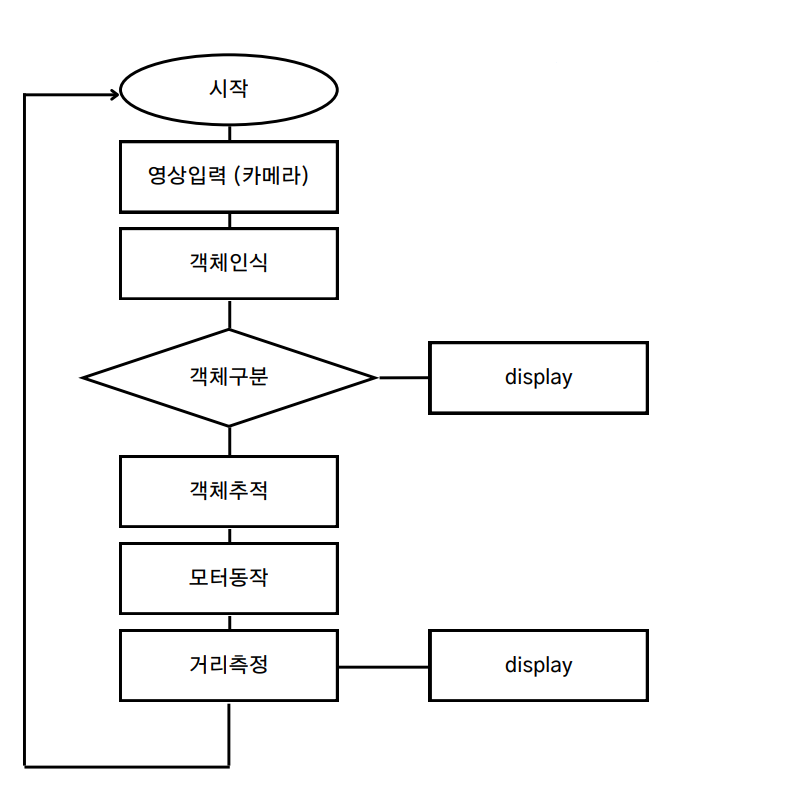 시작
영상입력 (카메라)
객체인식
객체구분
display
객체추적
모터동작
거리측정
display